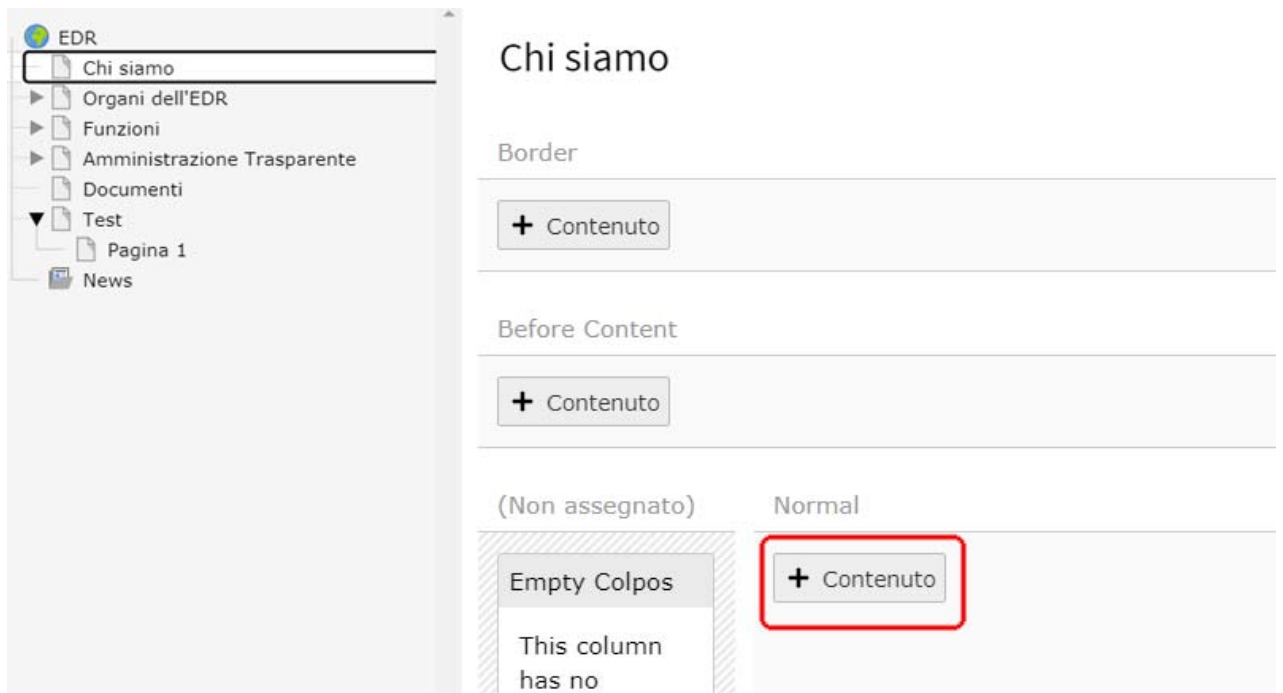 EDR
Chi siamo
Organi dell'EDR
Funzioni
Amministrazione Trasparente
Documenti
Test
Pagina 1
News
Chi siamo
Border
+ Contenuto
Before Content
+ Contenuto
(Non assegnato)
Empty Colpos
This column
has no
Normal
+ Contenuto